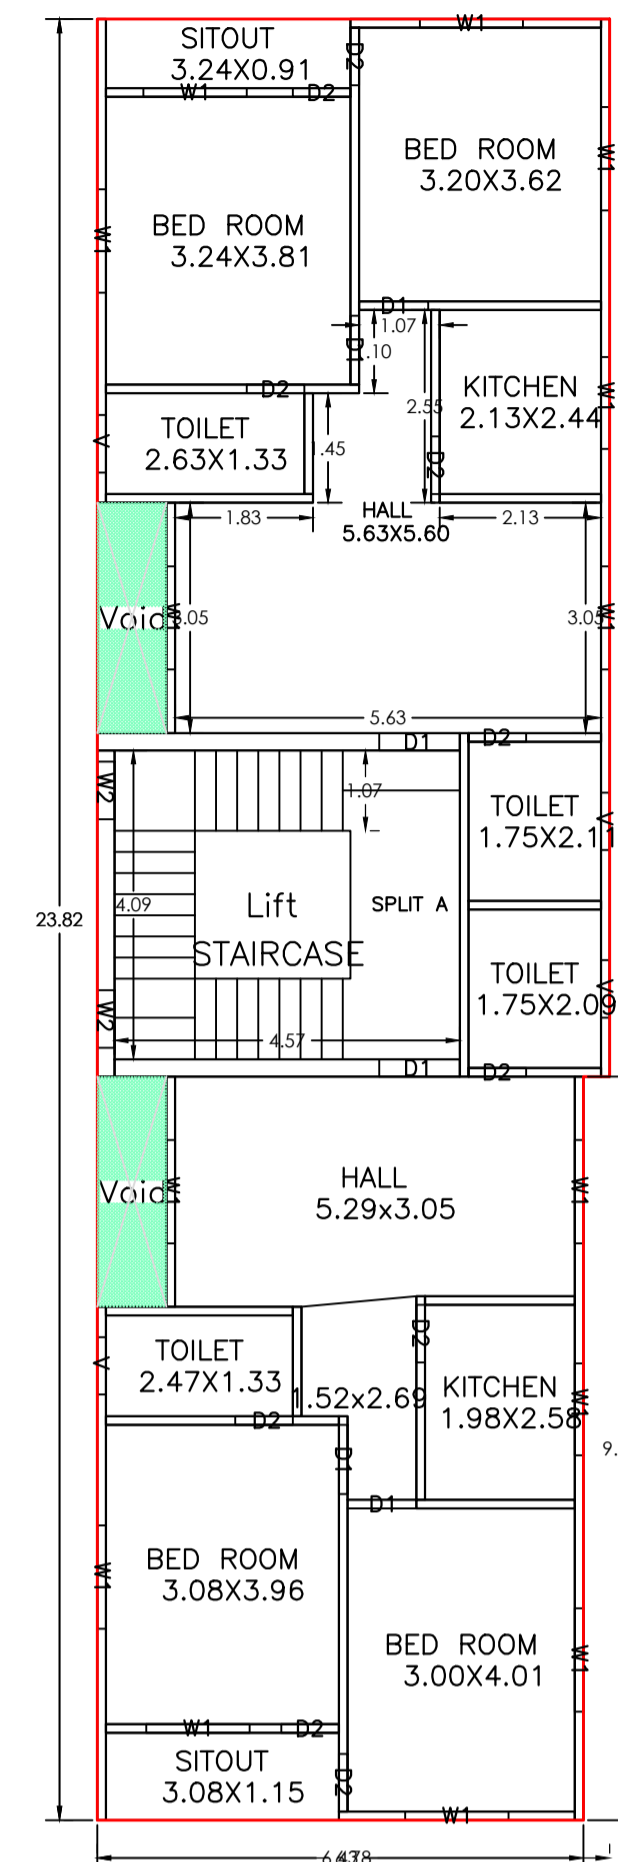 W1
SITOUT
3.24X0.91
D2
W1
D2
BED ROOM
3.20X3.62
W1
BED ROOM
3.24X3.81
W1
D1
1.07
D1
.10
KITCHEN
2.13X2.44
W1
D2
2.55
TOILET
2.63X1.33
V
.45
D2
HALL
5.63X5.60
1.83
2.13
Void
W1
3.05
3.05
W1
5.63
D1
D2
W2
1.07
TOILET
1.75X2.11
V
23.82
4.09
Lift
SPLIT A
STAIRCASE
TOILET
1.75X2.09
V
W2
4.57
D1
D2
Void
W1
HALL
5.29x3.05
W1
TOILET
2.47X1.33
V
D2
1.52x2.69
KITCHEN
1.98X2.58
W1
D2
D1
D1
9.
BED ROOM
3.08X3.96
W1
BED ROOM
3.00X4.01
W1
W1
D2
SITOUT
3.08X1.15
D2
W1